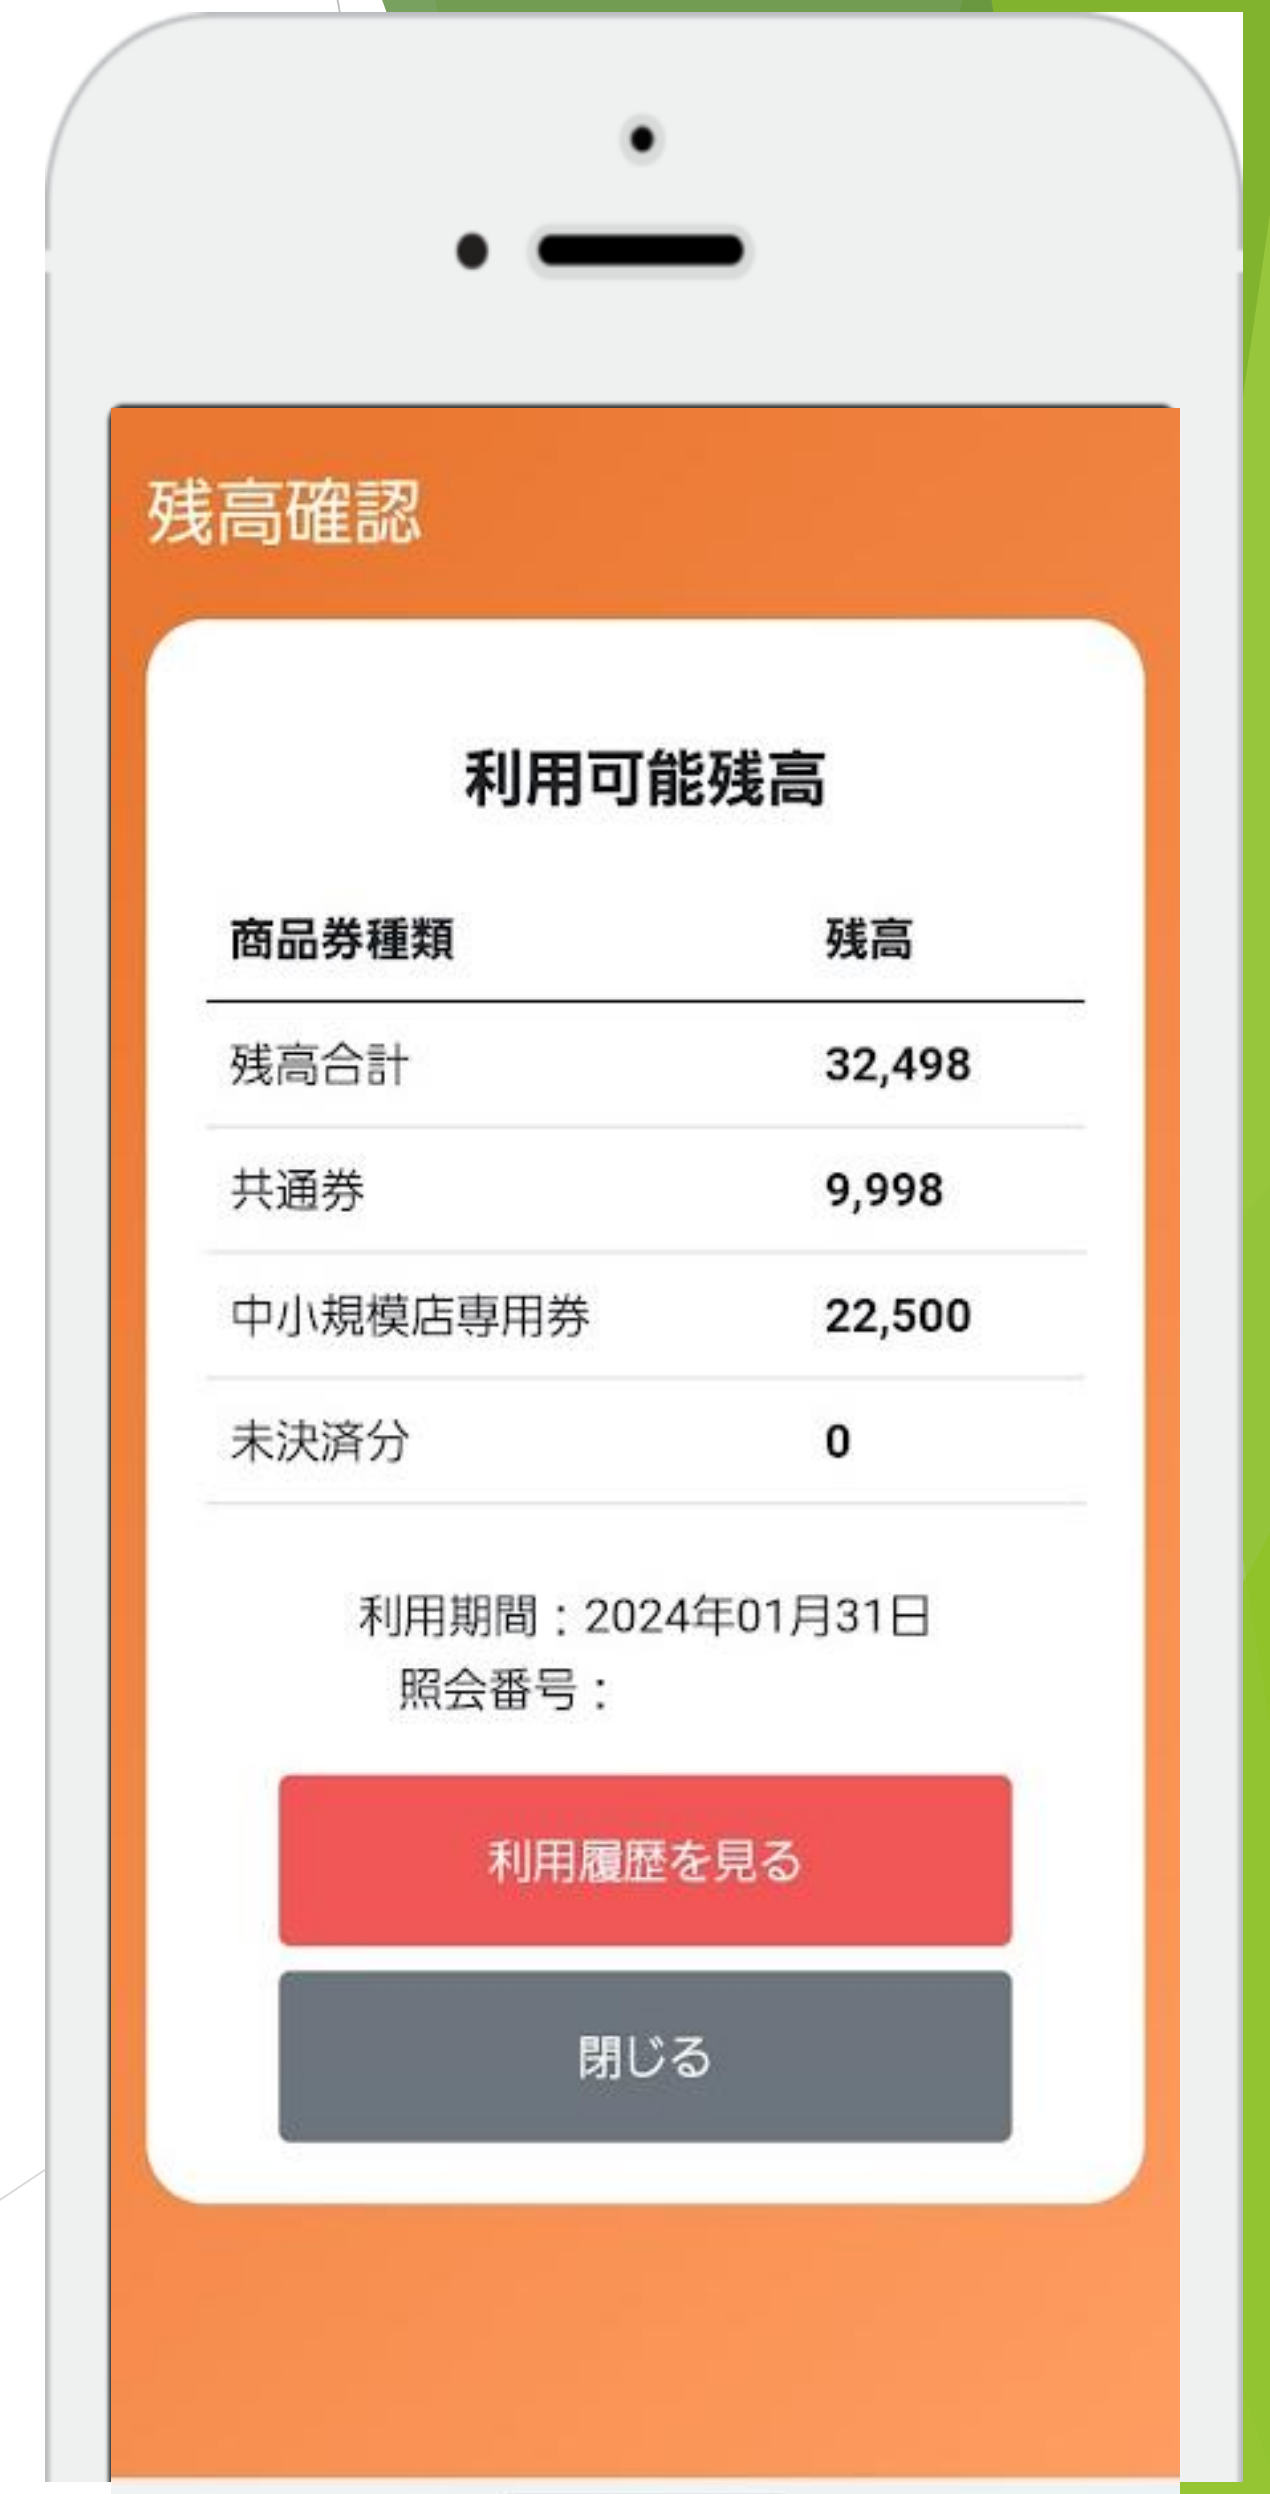 残高確認
利用可能残高
商品券種類 残高
残高合計 32,498
共通券 9,998
中小規模店専用券 22,500
未決済分 0
利用期間：2024年01月31日
照会番号：
利用履歴を見る
閉じる